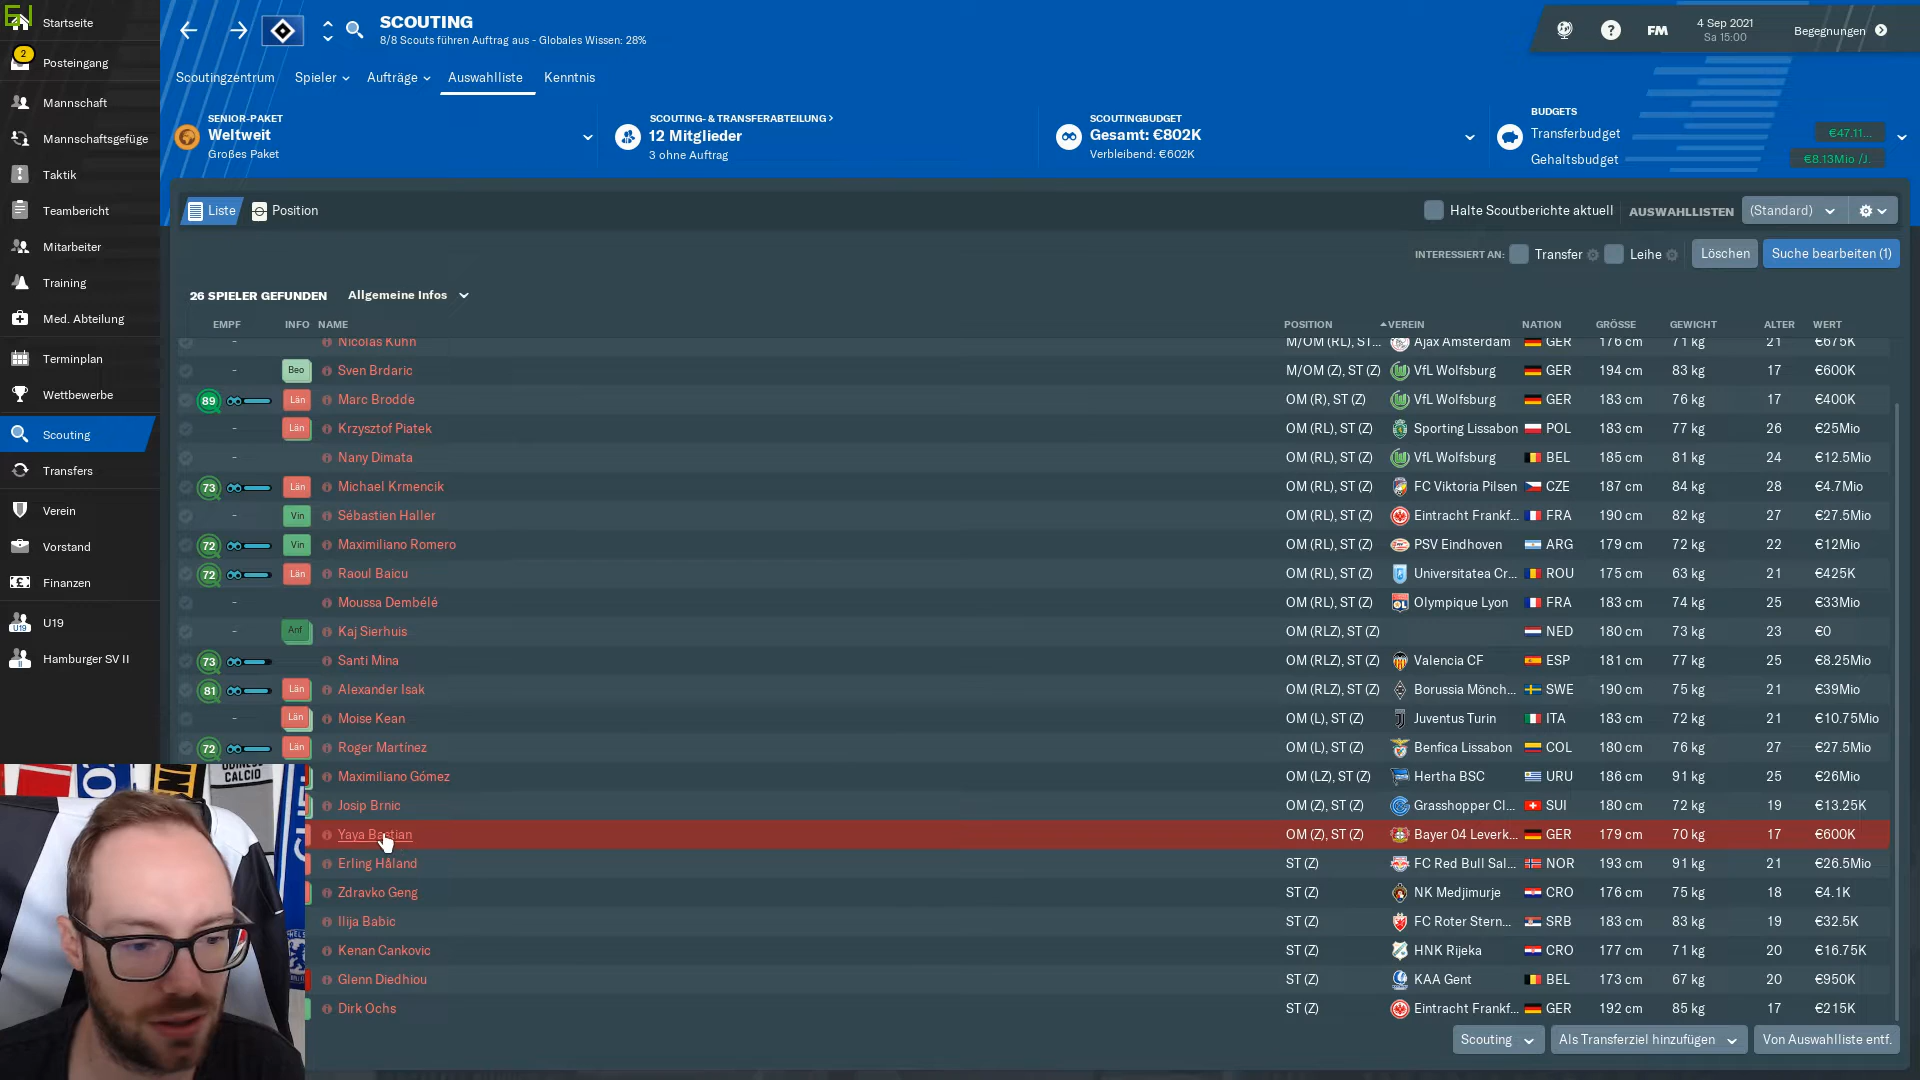 EJ
Startseite
2
Posteingang
Mannschaft
Mannschaftsgefüge
Taktik
Teambericht
Mitarbeiter
Training
Med. Abteilung
Terminplan
Wettbewerbe
Scouting
Transfers
Verein
Vorstand
Finanzen
U19
U19
Hamburger SV II
SCOUTING
8/8 Scouts führen Auftrag aus - Globales Wissen: 28%
FM
4 Sep 2021
Sa 15:00
Begegnungen
Scoutingzentrum Spieler Aufträge Auswahlliste Kenntnis
SENIOR-PAKET
Weltweit
Großes Paket
SCOUTING- & TRANSFERABTEILUNG >
12 Mitglieder
3 ohne Auftrag
SCOUTINGBUDGET
Gesamt: €802K
Verbleibend: €602K
BUDGETS
Transferbudget €47.11...
Gehaltsbudget €8.13Mio /J.
Liste Position
Halte Scoutberichte aktuell AUSWAHLLISTEN (Standard)
INTERESSIERT AN: Transfer Leihe Löschen Suche bearbeiten (1)
26 SPIELER GEFUNDEN Allgemeine Infos
EMPF INFO NAME POSITION VEREIN NATION GRÖSSE GEWICHT ALTER WERT
- Nicolas Kühn M/OM (RL), ST... Ajax Amsterdam GER 176 cm 71 kg 21 €675K
- Beo Sven Brdaric M/OM (Z), ST (Z) VfL Wolfsburg GER 194 cm 83 kg 17 €600K
89 Län Marc Brodde OM (R), ST (Z) VfL Wolfsburg GER 183 cm 76 kg 17 €400K
- Län Krzysztof Piatek OM (RL), ST (Z) Sporting Lissabon POL 183 cm 77 kg 26 €25Mio
- Nany Dimata OM (RL), ST (Z) VfL Wolfsburg BEL 185 cm 81 kg 24 €12.5Mio
73 Län Michael Krmencik OM (RL), ST (Z) FC Viktoria Pilsen CZE 187 cm 84 kg 28 €4.7Mio
- Vin Sébastien Haller OM (RL), ST (Z) Eintracht Frankf... FRA 190 cm 82 kg 27 €27.5Mio
72 Vin Maximiliano Romero OM (RL), ST (Z) PSV Eindhoven ARG 179 cm 72 kg 22 €12Mio
72 Län Raoul Baicu OM (RL), ST (Z) Universitatea Cr... ROU 175 cm 63 kg 21 €425K
- Moussa Dembélé OM (RL), ST (Z) Olympique Lyon FRA 183 cm 74 kg 25 €33Mio
- Anf Kaj Sierhuis OM (RLZ), ST (Z) NED 180 cm 73 kg 23 €0
73 Santi Mina OM (RLZ), ST (Z) Valencia CF ESP 181 cm 77 kg 25 €8.25Mio
81 Län Alexander Isak OM (RLZ), ST (Z) Borussia Mönch... SWE 190 cm 75 kg 21 €39Mio
- Län Moise Kean OM (L), ST (Z) Juventus Turin ITA 183 cm 72 kg 21 €10.75Mio
72 Län Roger Martínez OM (L), ST (Z) Benfica Lissabon COL 180 cm 76 kg 27 €27.5Mio
Maximiliano Gómez OM (LZ), ST (Z) Hertha BSC URU 186 cm 91 kg 25 €26Mio
Josip Brnic OM (Z), ST (Z) Grasshopper Cl... SUI 180 cm 72 kg 19 €13.25K
Yaya Bastian OM (Z), ST (Z) Bayer 04 Leverk... GER 179 cm 70 kg 17 €600K
Erling Håland ST (Z) FC Red Bull Sal... NOR 193 cm 91 kg 21 €26.5Mio
Zdravko Geng ST (Z) NK Medjimurje CRO 176 cm 75 kg 18 €4.1K
Ilija Babic ST (Z) FC Roter Stern... SRB 183 cm 83 kg 19 €32.5K
Kenan Cankovic ST (Z) HNK Rijeka CRO 177 cm 71 kg 20 €16.75K
Glenn Diedhiou ST (Z) KAA Gent BEL 173 cm 67 kg 20 €950K
Dirk Ochs ST (Z) Eintracht Frankf... GER 192 cm 85 kg 17 €215K
Scouting Als Transferziel hinzufügen Von Auswahlliste entf.
CALCIO